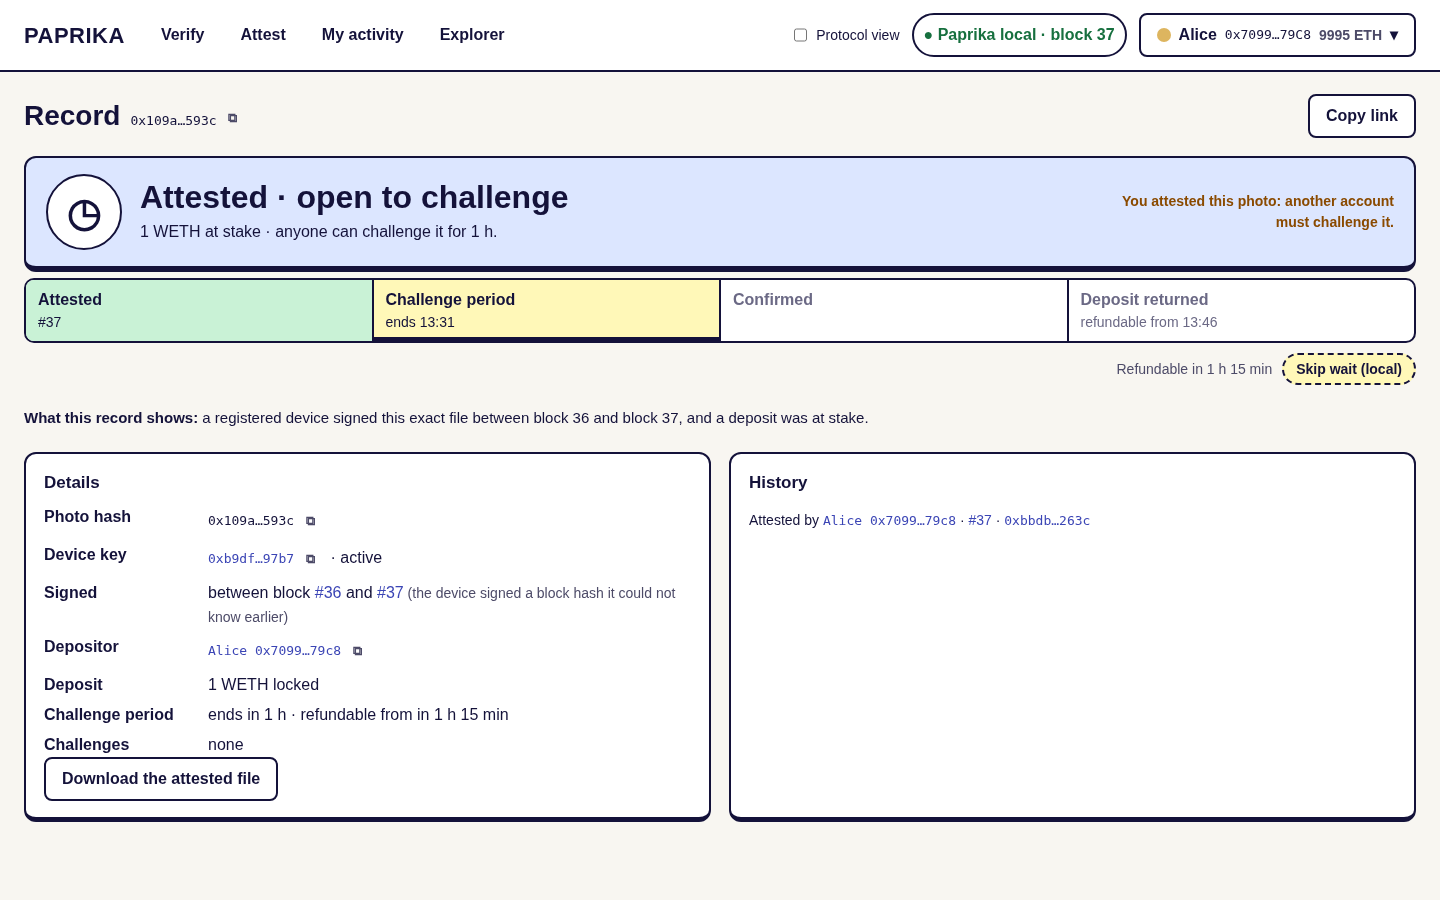 PAPRIKA Verify Attest My activity Explorer Protocol view ● Paprika local · block 37 Alice 0x7099…79C8 9995 ETH ▼
Record 0x109a…593c Copy link
Attested · open to challenge
1 WETH at stake · anyone can challenge it for 1 h.
You attested this photo: another account
must challenge it.
Attested
#37
Challenge period
ends 13:31
Confirmed
Deposit returned
refundable from 13:46
Refundable in 1 h 15 min Skip wait (local)
What this record shows: a registered device signed this exact file between block 36 and block 37, and a deposit was at stake.
Details
Photo hash 0x109a…593c
Device key 0xb9df…97b7 · active
Signed between block #36 and #37 (the device signed a block hash it could not
know earlier)
Depositor Alice 0x7099…79c8
Deposit 1 WETH locked
Challenge period ends in 1 h · refundable from in 1 h 15 min
Challenges none
Download the attested file
History
Attested by Alice 0x7099…79c8 · #37 · 0xbbdb…263c